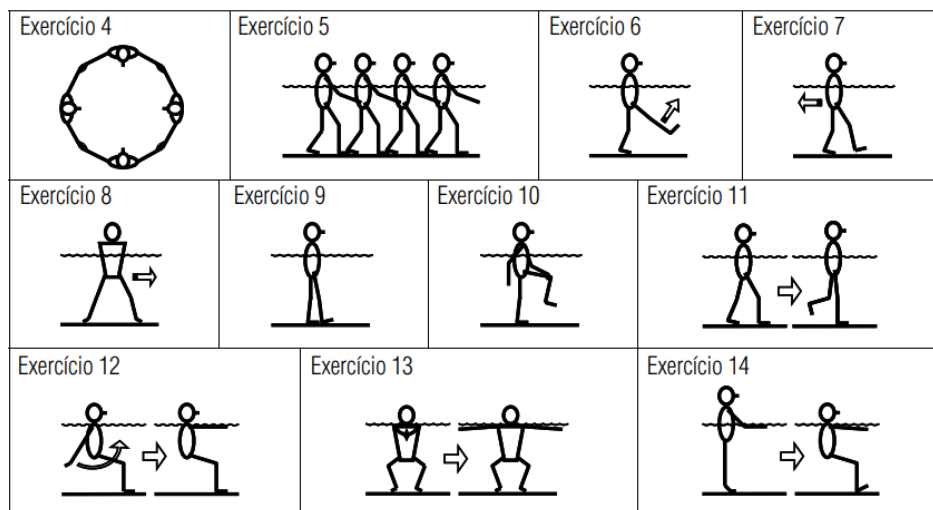 Exercício 4
Exercício 5
Exercício 6
Exercício 7
Exercício 8
Exercício 9
Exercício 10
Exercício 11
Exercício 12
Exercício 13
Exercício 14